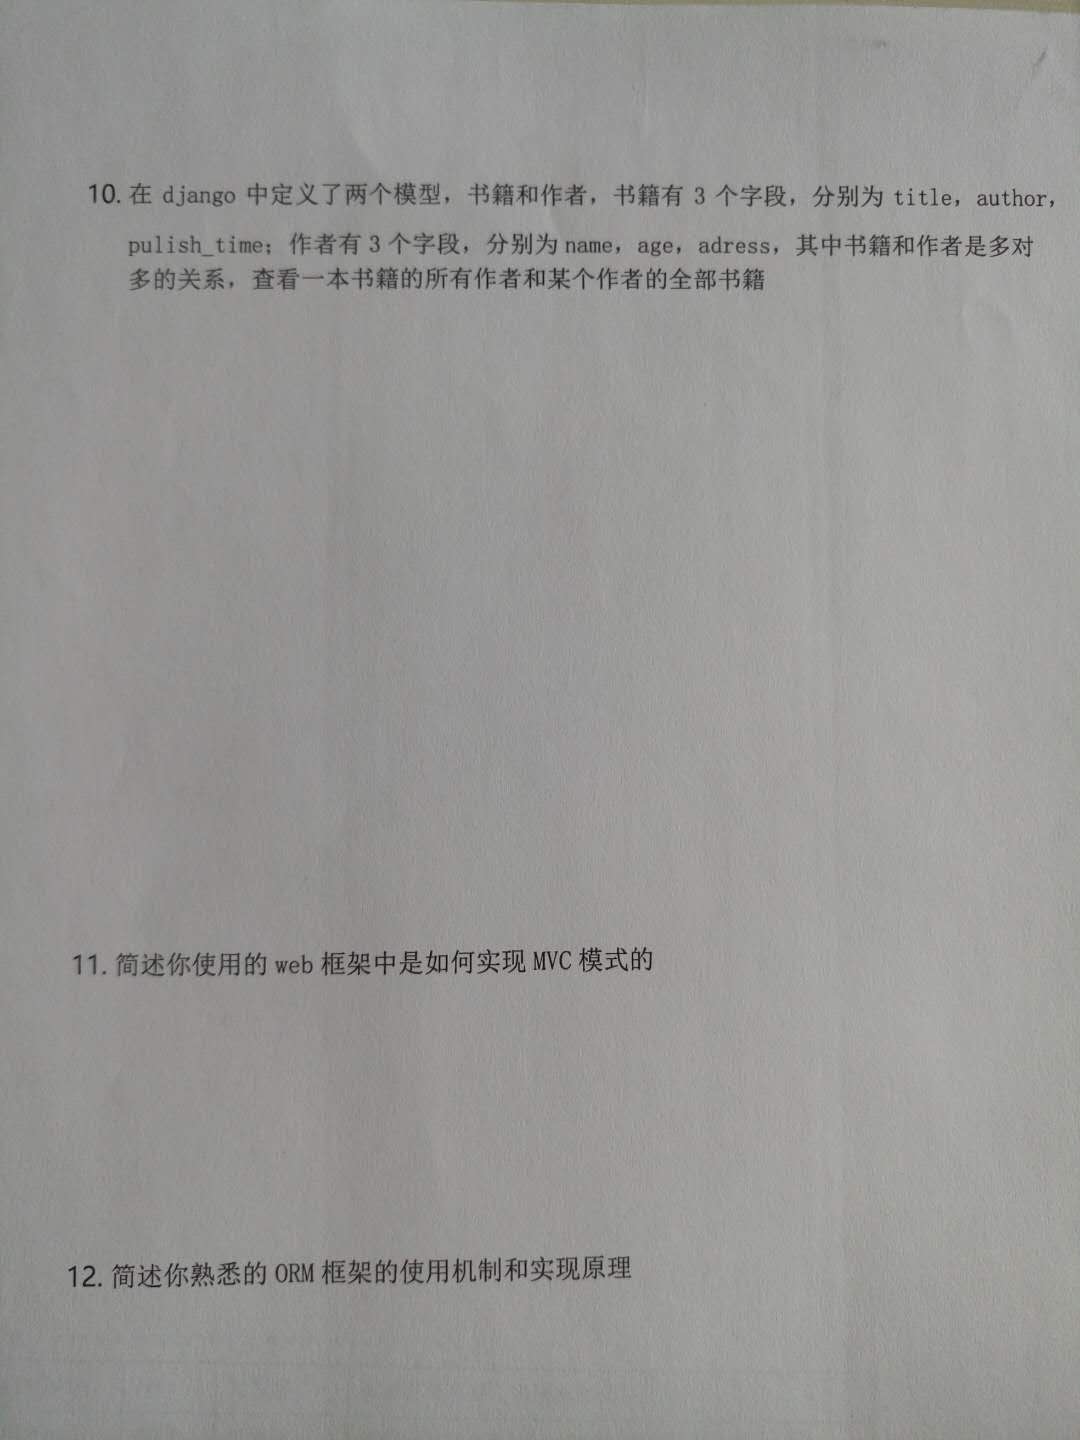 10. 在 django 中定义了两个模型，书籍和作者，书籍有 3 个字段，分别为 title，author，
pulish_time；作者有 3 个字段，分别为 name，age，adress，其中书籍和作者是多对
多的关系，查看一本书籍的所有作者和某个作者的全部书籍
11. 简述你使用的 web 框架中是如何实现 MVC 模式的
12. 简述你熟悉的 ORM 框架的使用机制和实现原理